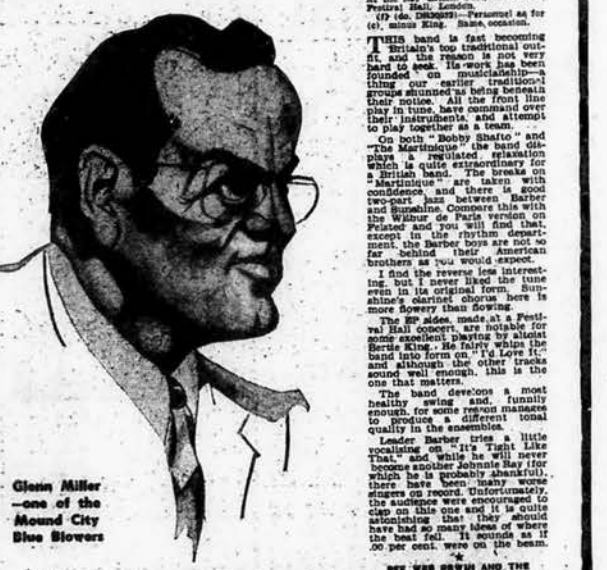 Festival Hall, London.
(f) (do. DKE9278)—Personnel as for
(c), minus King. Same occasion.
THIS band is fast becoming
Britain's top traditional out-
fit, and the reason is not very
hard to seek. Its work has been
founded on musicianship—a
thing our earlier traditional
groups shunned as being beneath
their notice. All the front line
play in tune, have command over
their instruments, and attempt
to play together as a team.
On both "Bobby Shafto" and
"The Martinique" the band dis-
plays a regulated relaxation
which is quite extraordinary for
a British band. The breaks on
"Martinique" are taken with
confidence, and there is good
two-part jazz between Barber
and Sunshine. Compare this with
the Wilbur de Paris version on
Felsted and you will find that,
except in the rhythm depart-
ment, the Barber boys are not so
far behind their American
brothers as you would expect.
I find the reverse less interest-
ing, but I never liked the tune
even in its original form. Sun-
shine's clarinet chorus here is
more flowery than flowing.
The EP sides, made at a Festi-
val Hall concert, are notable for
some excellent playing by altoist
Bertie King. He fairly whips the
band into form on "I'd Love It,"
and although the other tracks
sound well enough, this is the
one that matters.
The band develops a most
healthy swing and, funnily
enough, for some reason manages
to produce a different tonal
quality in the ensembles.
Leader Barber tries a little
vocalising on "It's Tight Like
That," and while he will never
become another Johnnie Ray (for
which he is probably thankful),
there have been many worse
singers on record. Unfortunately,
the audience were encouraged to
clap on this one and it is quite
astonishing that they should
have had so many ideas of where
the beat fell. It sounds as if
.00 per cent. were on the beam.
ERWIN AND THE
Glenn Miller
—one of the
Mound City
Blue Blowers